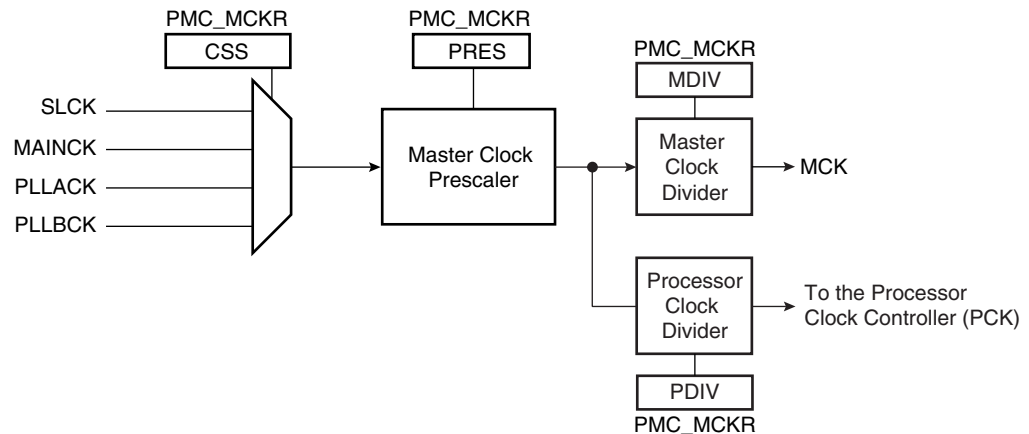 PMC_MCKR
CSS
PMC_MCKR
PRES
PMC_MCKR
MDIV
SLCK
MAINCK
PLLACK
PLLBCK
Master Clock
Prescaler
Master
Clock
Divider
MCK
Processor
Clock
Divider
To the Processor
Clock Controller (PCK)
PDIV
PMC_MCKR